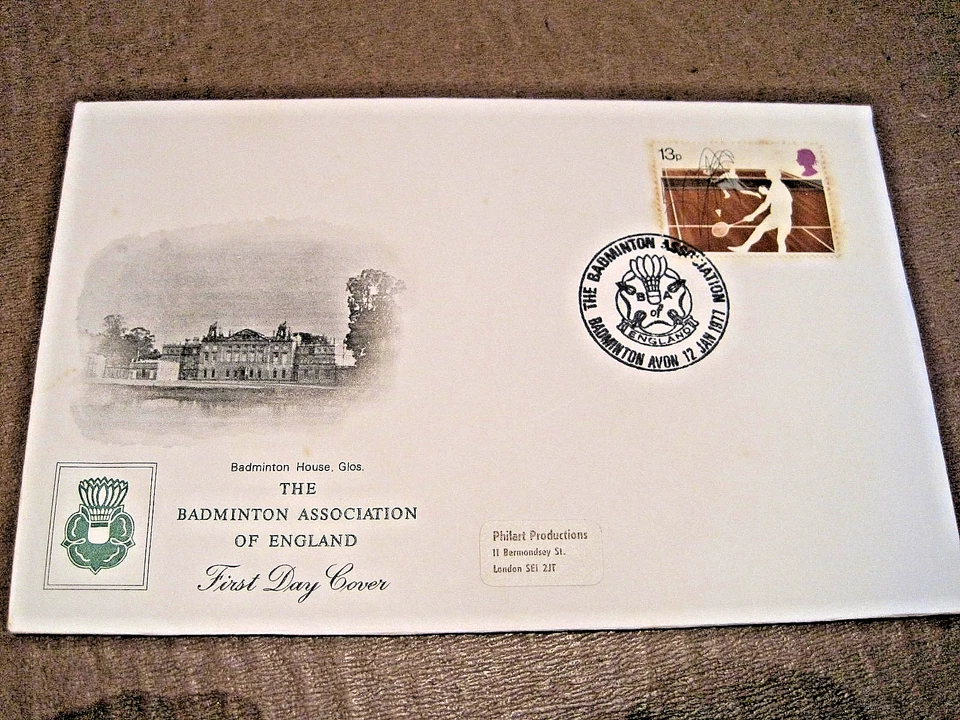 13p
THE BADMINTON ASSOCIATION
B A
of
ENGLAND
BADMINTON AVON 12 JAN 1977
Badminton House, Glos.
THE
BADMINTON ASSOCIATION
OF ENGLAND
First Day Cover
Philart Productions
11 Bermondsey St.
London SE1 2JT